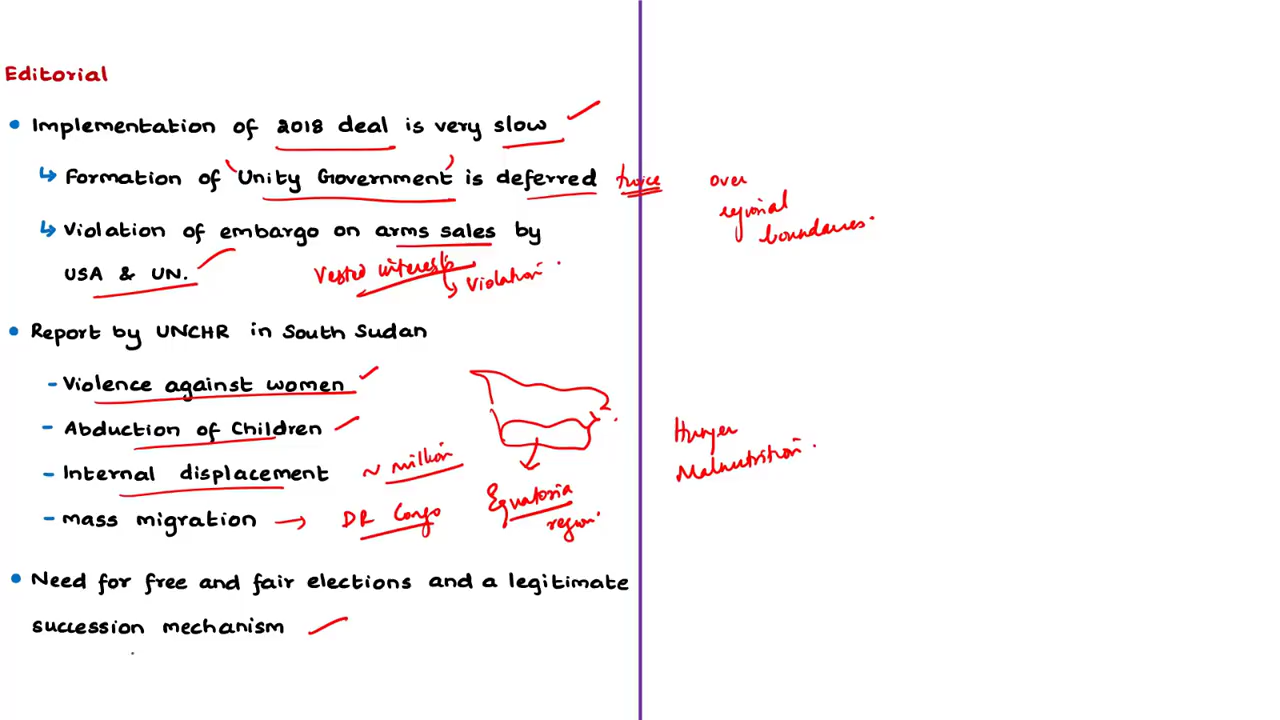 Editorial
• Implementation of 2018 deal is very slow
↳ Formation of 'Unity Government' is deferred twice over
regional
boundaries.
↳ Violation of embargo on arms sales by
USA & UN.
Vested interests
↳ Violation
• Report by UNCHR in South Sudan
- Violence against women
- Abduction of Children
- Internal displacement ~ million
- mass migration → DR Congo
Equatoria
region
Hunger
Malnutrition
• Need for free and fair elections and a legitimate
succession mechanism